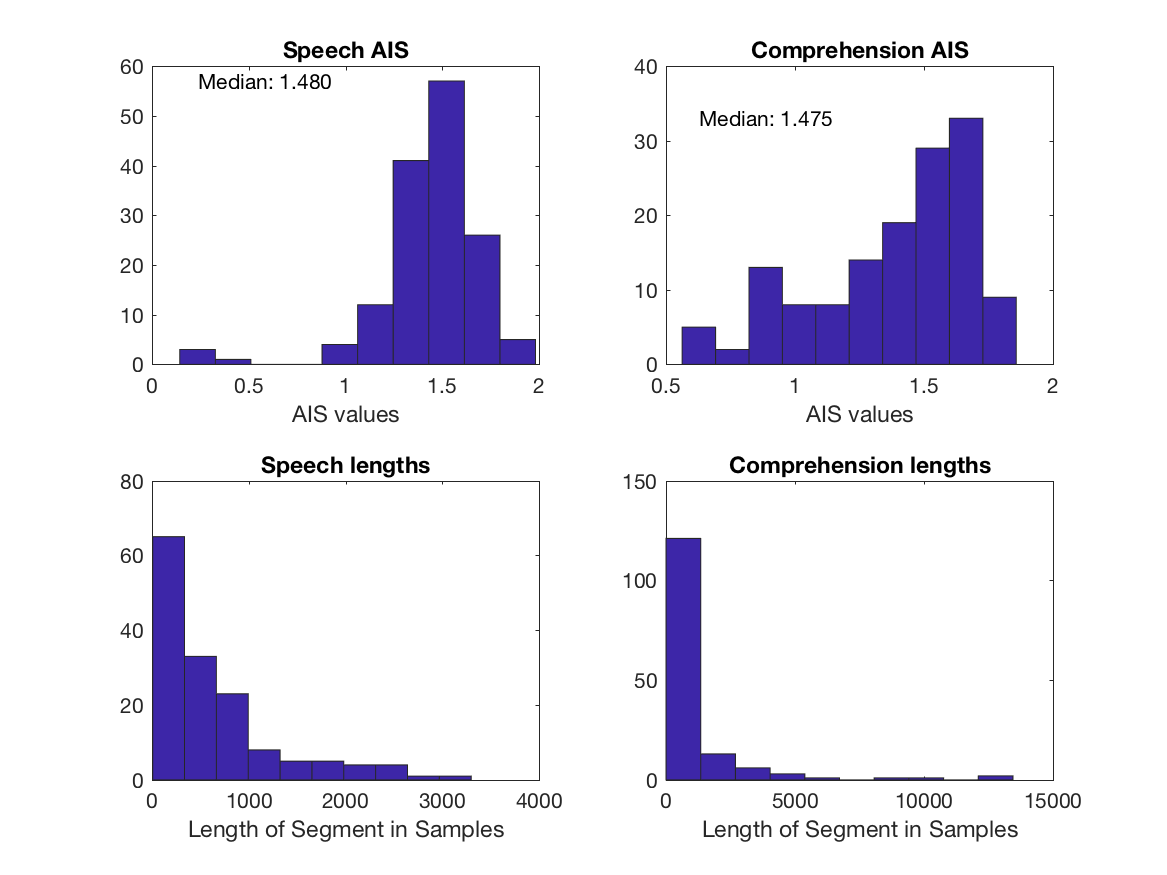 Speech AIS
Median: 1.480
60
50
40
30
20
10
0
0 0.5 1 1.5 2
AIS values
Comprehension AIS
Median: 1.475
40
30
20
10
0
0.5 1 1.5 2
AIS values
Speech lengths
80
60
40
20
0
0 1000 2000 3000 4000
Length of Segment in Samples
Comprehension lengths
150
100
50
0
0 5000 10000 15000
Length of Segment in Samples